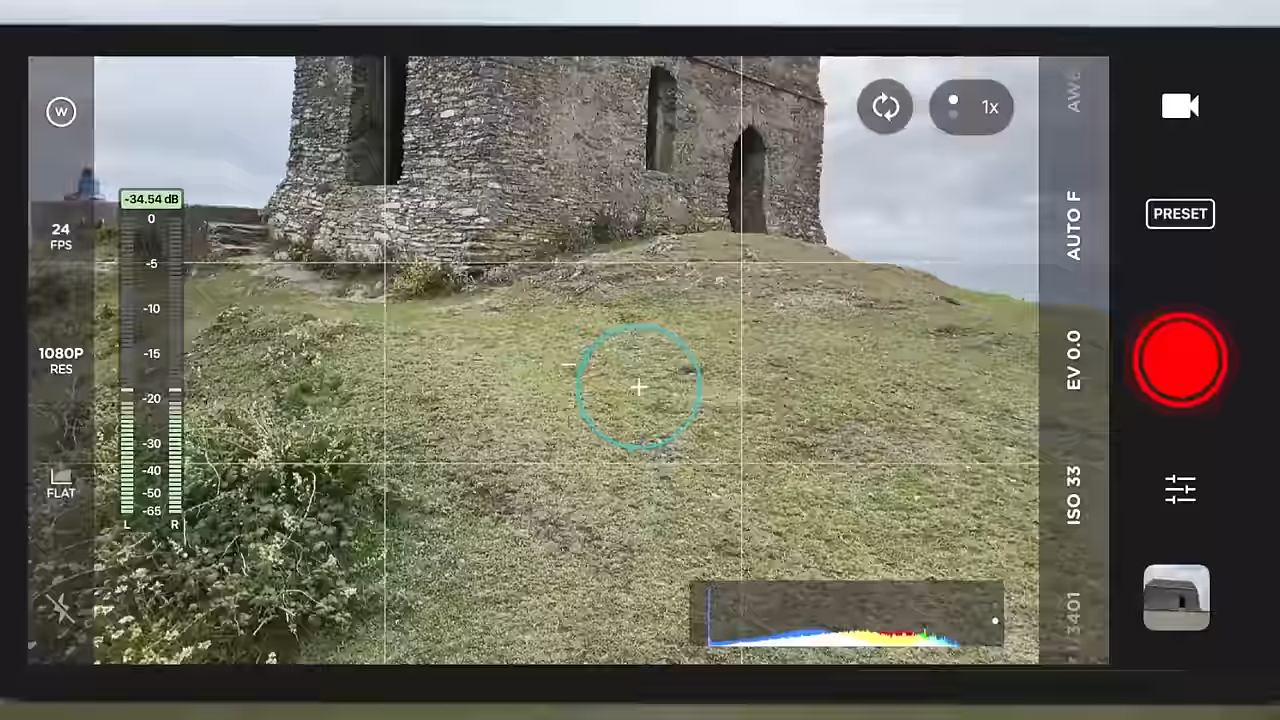 W
24
FPS
1080P
RES
FLAT
-34.54 dB
0
-5
-10
-15
-20
-30
-40
-50
-65
L R
1x
AUTO F
EV 0.0
ISO 33
3401
PRESET